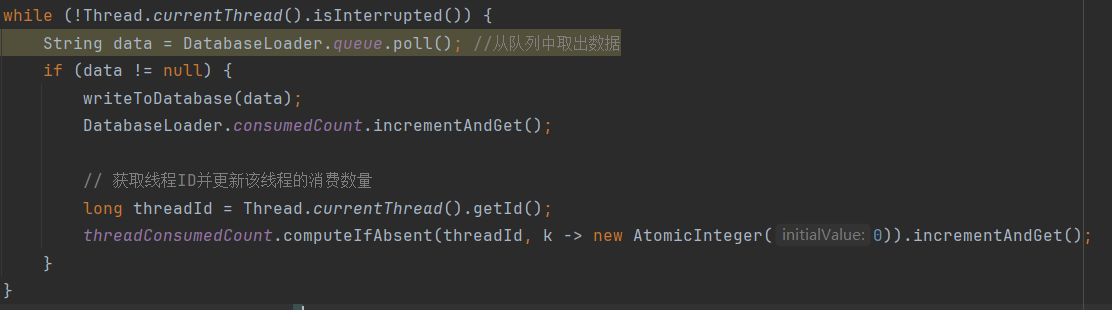 while (!Thread.currentThread().isInterrupted()) {
    String data = DatabaseLoader.queue.poll(); //从队列中取出数据
    if (data != null) {
        writeToDatabase(data);
        DatabaseLoader.consumedCount.incrementAndGet();

        // 获取线程ID并更新该线程的消费数量
        long threadId = Thread.currentThread().getId();
        threadConsumedCount.computeIfAbsent(threadId, k -> new AtomicInteger( initialValue: 0)).incrementAndGet();
    }
}